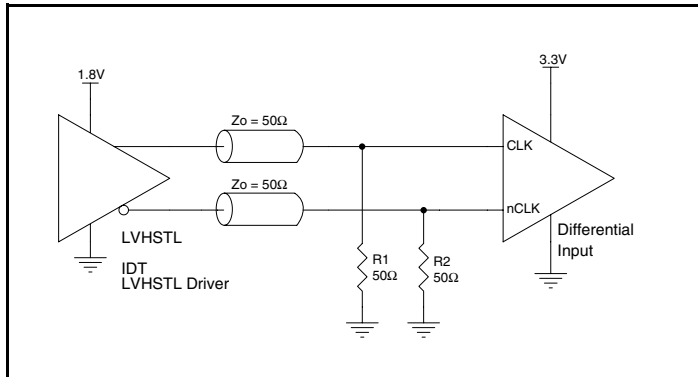 1.8V
3.3V
Zo = 50Ω
CLK
Zo = 50Ω
nCLK
LVHSTL
IDT
LVHSTL Driver
R1
50Ω
R2
50Ω
Differential
Input